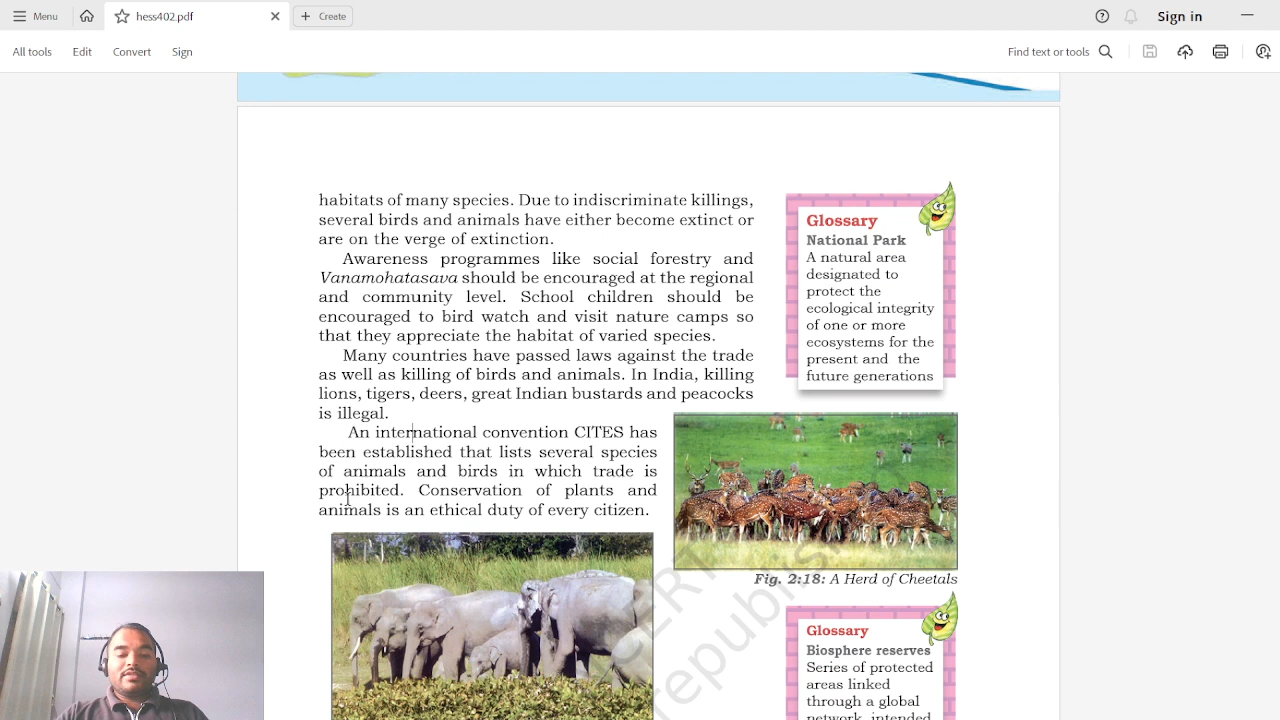 Menu
hess402.pdf
Create
Sign in
All tools
Edit
Convert
Sign
Find text or tools
habitats of many species. Due to indiscriminate killings,
several birds and animals have either become extinct or
are on the verge of extinction.
Awareness programmes like social forestry and
Vanamohatasava should be encouraged at the regional
and community level. School children should be
encouraged to bird watch and visit nature camps so
that they appreciate the habitat of varied species.
Many countries have passed laws against the trade
as well as killing of birds and animals. In India, killing
lions, tigers, deers, great Indian bustards and peacocks
is illegal.
An international convention CITES has
been established that lists several species
of animals and birds in which trade is
prohibited. Conservation of plants and
animals is an ethical duty of every citizen.
Glossary
National Park
A natural area
designated to
protect the
ecological integrity
of one or more
ecosystems for the
present and the
future generations
Fig. 2:18: A Herd of Cheetals
Glossary
Biosphere reserves
Series of protected
areas linked
through a global
network, intended